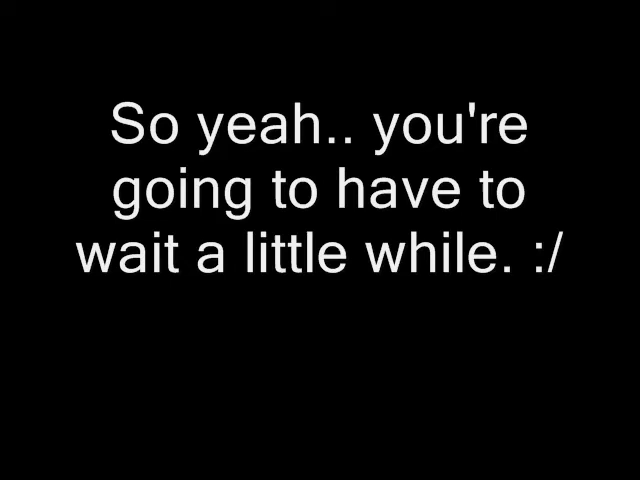 So yeah.. you're
going to have to
wait a little while. :/